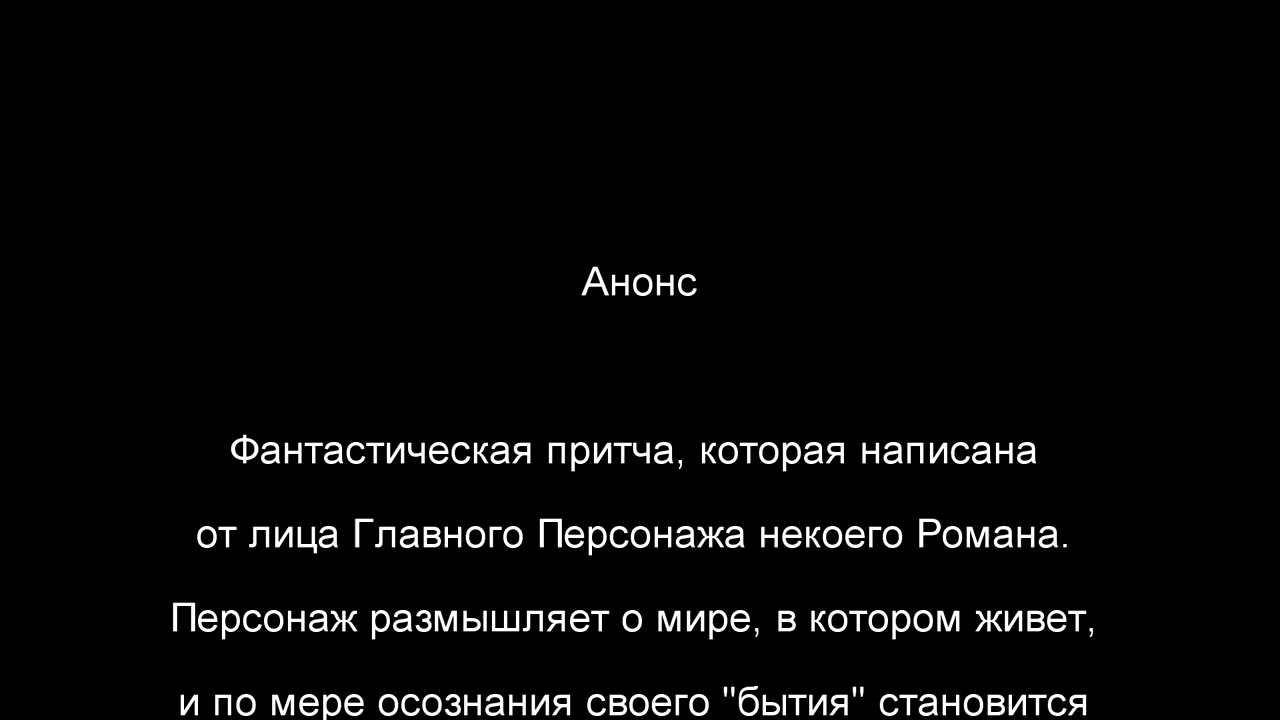 Анонс
Фантастическая притча, которая написана
от лица Главного Персонажа некоего Романа.
Персонаж размышляет о мире, в котором живет,
и по мере осознания своего "бытия" становится